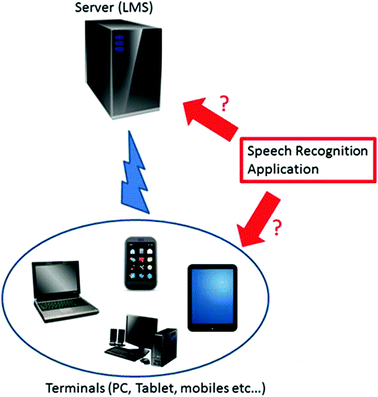 Server (LMS)
?
Speech Recognition
Application
?
Terminals (PC, Tablet, mobiles etc...)